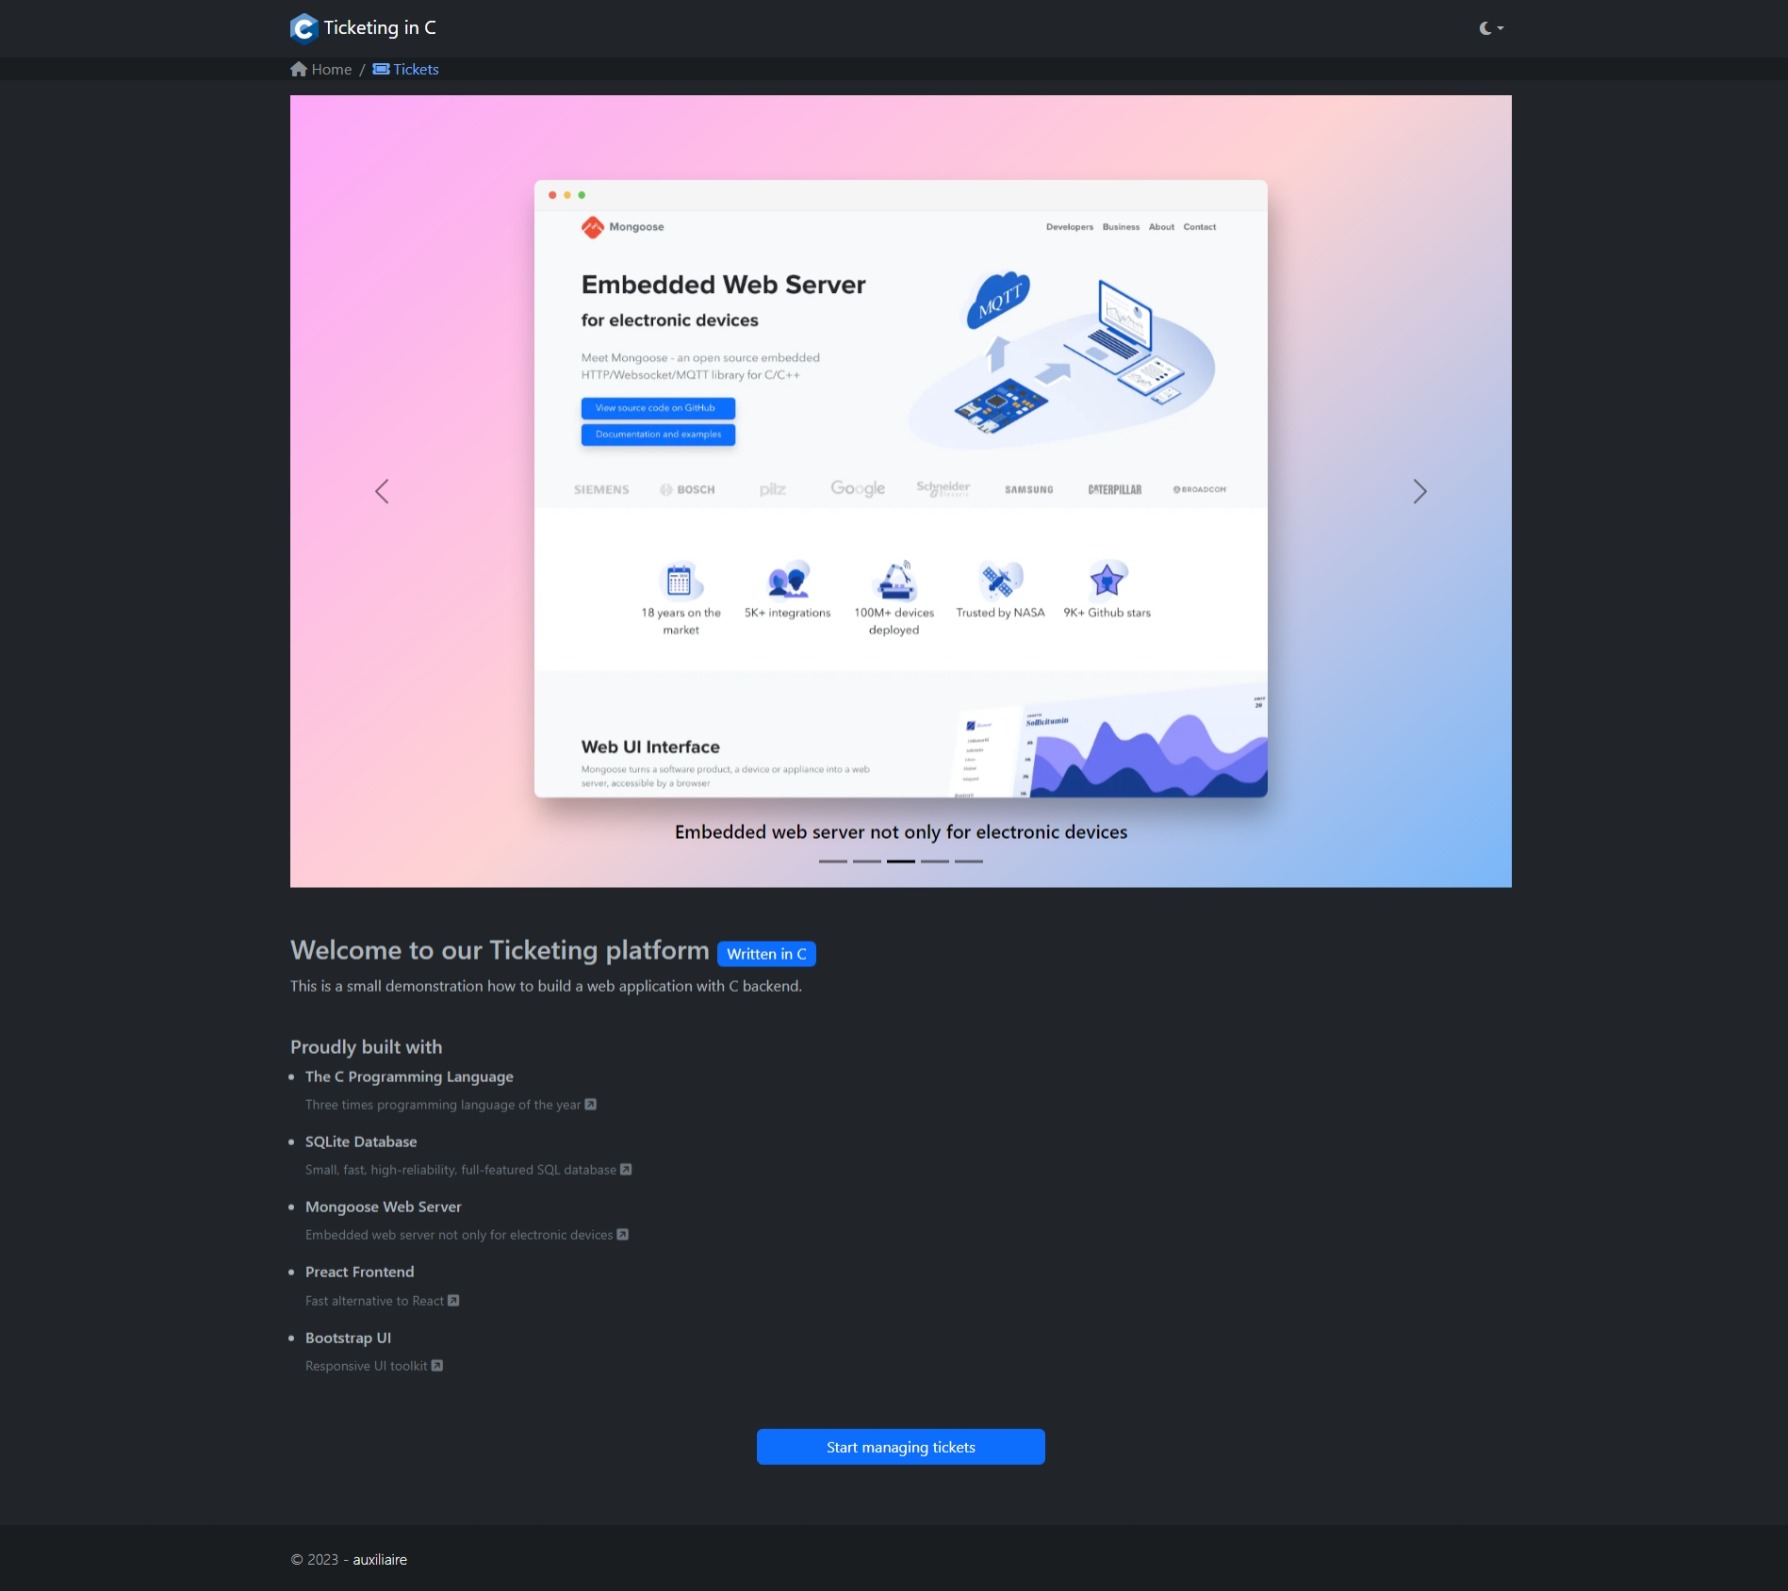 Ticketing in C
Home / Tickets
Mongoose
Developers Business About Contact
Embedded Web Server
for electronic devices
Meet Mongoose - an open source embedded
HTTP/Websocket/MQTT library for C/C++
View source code on GitHub
Documentation and examples
MQTT
SIEMENS BOSCH pilz Google Schneider Electric SAMSUNG CATERPILLAR BROADCOM
18 years on the
market
5K+ integrations
100M+ devices
deployed
Trusted by NASA
9K+ Github stars
Web UI Interface
Mongoose turns a software product, a device or appliance into a web
server, accessible by a browser
Sollicitumin
Embedded web server not only for electronic devices
Welcome to our Ticketing platform Written in C
This is a small demonstration how to build a web application with C backend.
Proudly built with
• The C Programming Language
Three times programming language of the year
• SQLite Database
Small, fast, high-reliability, full-featured SQL database
• Mongoose Web Server
Embedded web server not only for electronic devices
• Preact Frontend
Fast alternative to React
• Bootstrap UI
Responsive UI toolkit
Start managing tickets
© 2023 - auxiliaire